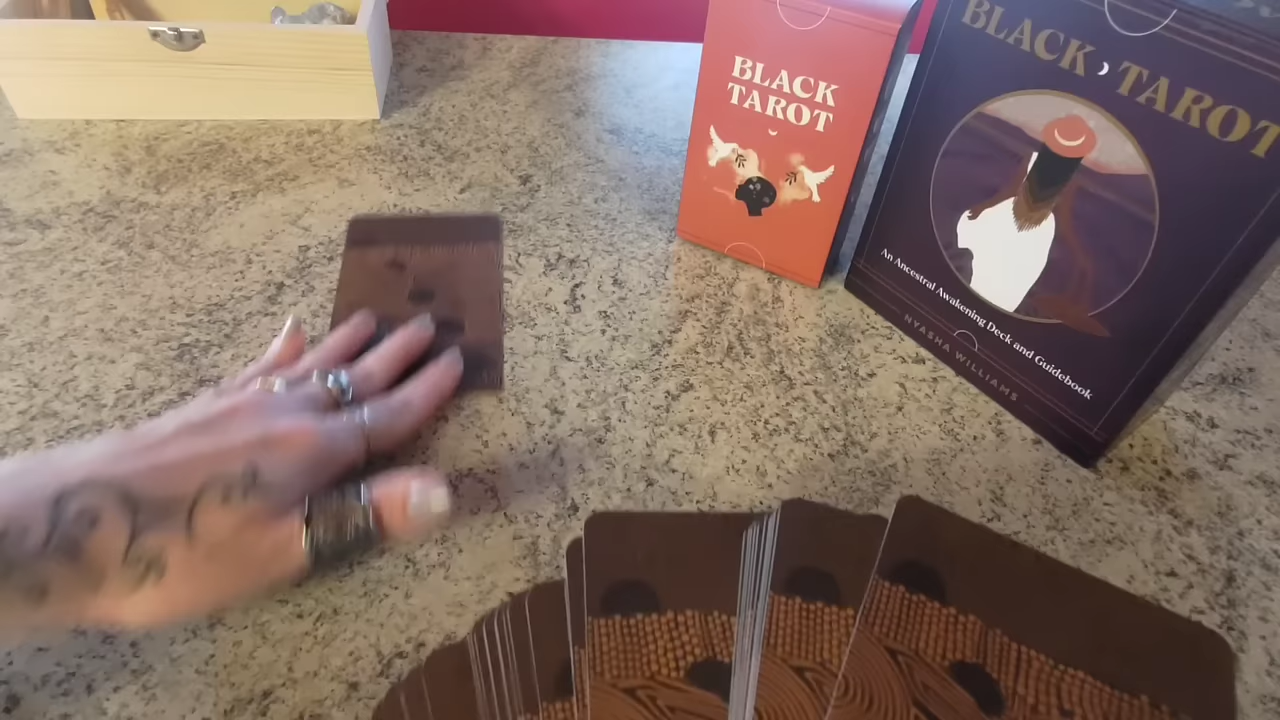 BLACK
TAROT
BLACK TAROT
An Ancestral Awakening Deck and Guidebook
NYASHA WILLIAMS